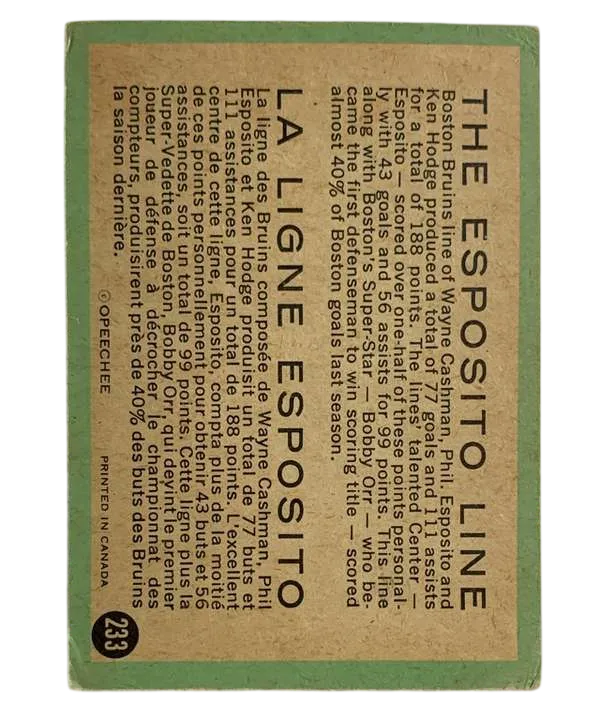 THE ESPOSITO LINE
Boston Bruins line of Wayne Cashman, Phil. Esposito and
Ken Hodge produced a total of 77 goals and 111 assists
for a total of 188 points. The lines' talented Center —
Esposito — scored over one-half of these points personal-
ly with 43 goals and 56 assists for 99 points. This line
along with Boston's Super-Star — Bobby Orr — who be-
came the first defenseman to win scoring title — scored
almost 40% of Boston goals last season.
LA LIGNE ESPOSITO
La ligne des Bruins composée de Wayne Cashman, Phil
Esposito et Ken Hodge produisit un total de 77 buts et
111 assistances pour un total de 188 points. L'excellent
centre de cette ligne, Esposito, compta plus de la moitié
de ces points personnellement pour obtenir 43 buts et 56
assistances, soit un total de 99 points. Cette ligne plus la
Super-Vedette de Boston, Bobby Orr, qui devint le premier
joueur de défense à décrocher le championnat des
compteurs, produisirent près de 40% des buts des Bruins
la saison dernière.
© OPEECHEE PRINTED IN CANADA
233